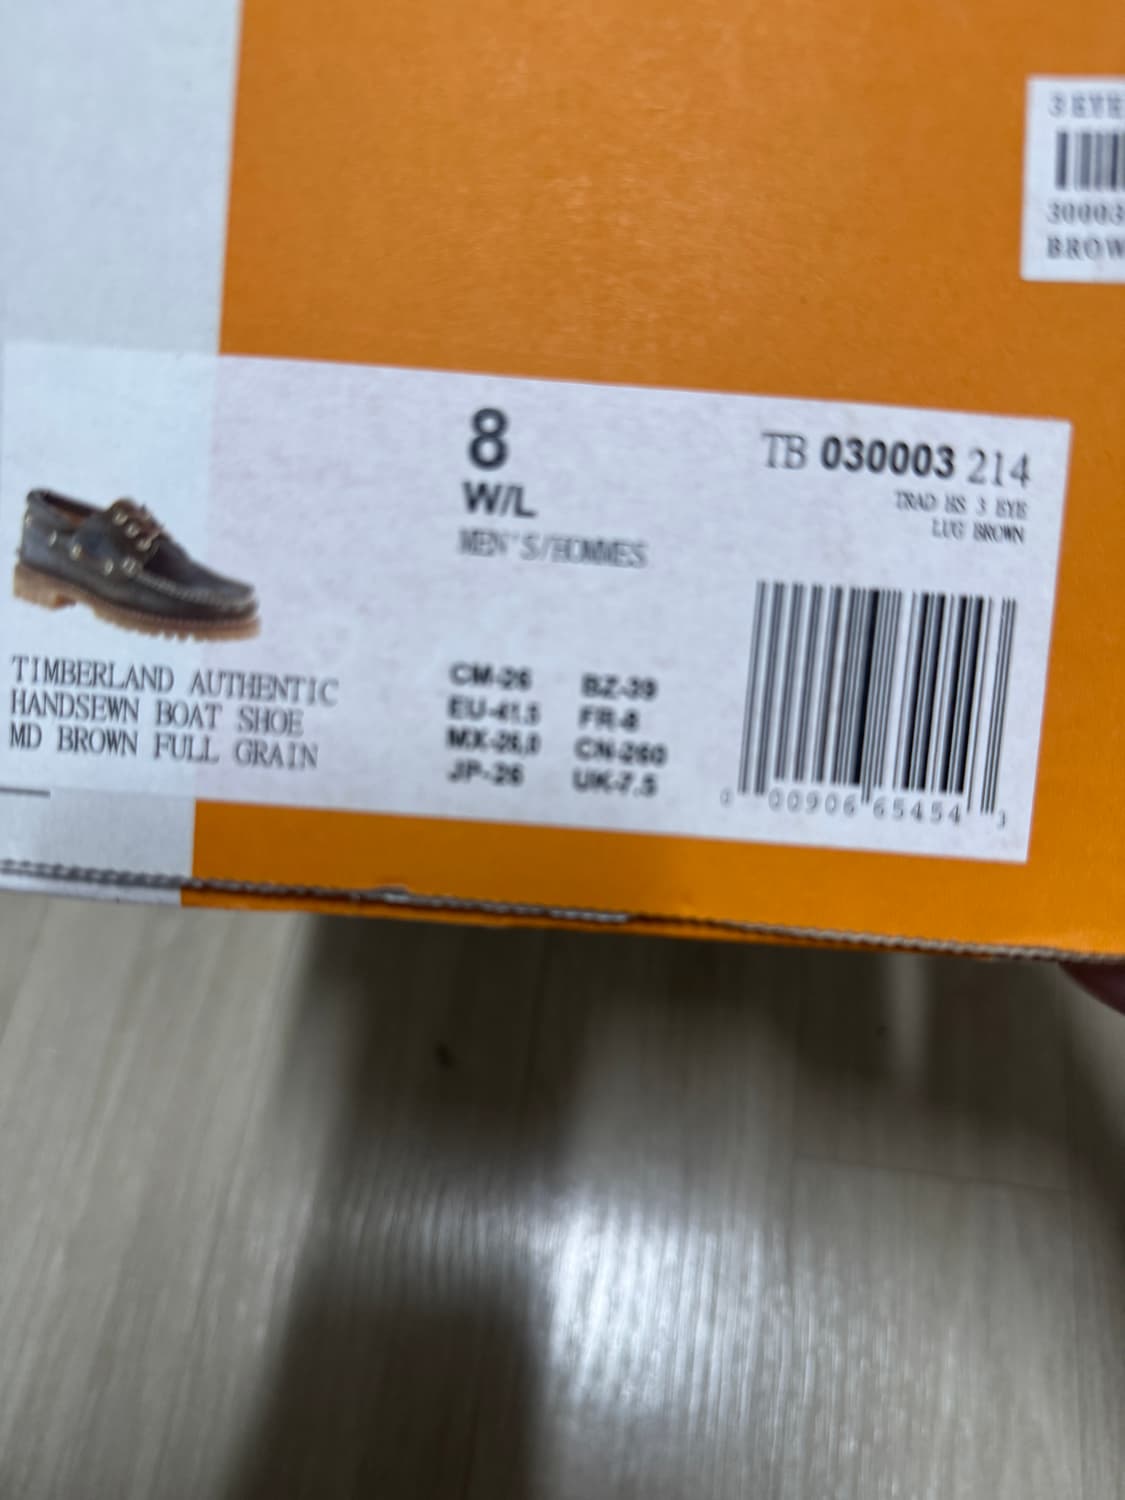 3 EYE
30003
BROW
8
W/L
MEN'S/HOMMES
TB 030003 214
TRAD HS 3 EYE
LUG BROWN
TIMBERLAND AUTHENTIC
HANDSEWN BOAT SHOE
MD BROWN FULL GRAIN
CM-26 BZ-39
EU-41.5 FR-8
MX-26.0 CN-260
JP-26 UK-7.5
0 00906 65454 3